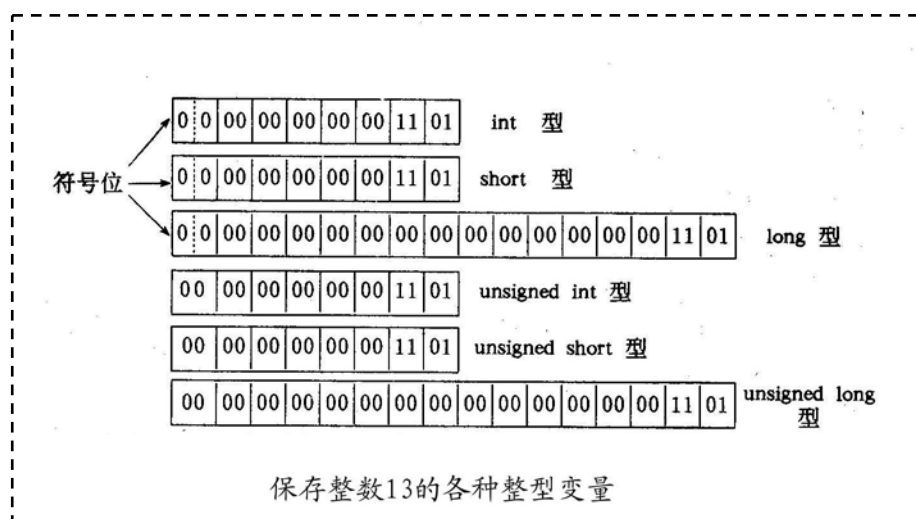 0 0 00 00 00 00 00 11 01 int 型
符号位 0 0 00 00 00 00 00 11 01 short 型
0 0 00 00 00 00 00 00 00 00 00 00 00 00 00 11 01 long 型
00 00 00 00 00 00 11 01 unsigned int 型
00 00 00 00 00 00 11 01 unsigned short 型
00 00 00 00 00 00 00 00 00 00 00 00 00 00 11 01 unsigned long
型
保存整数13的各种整型变量